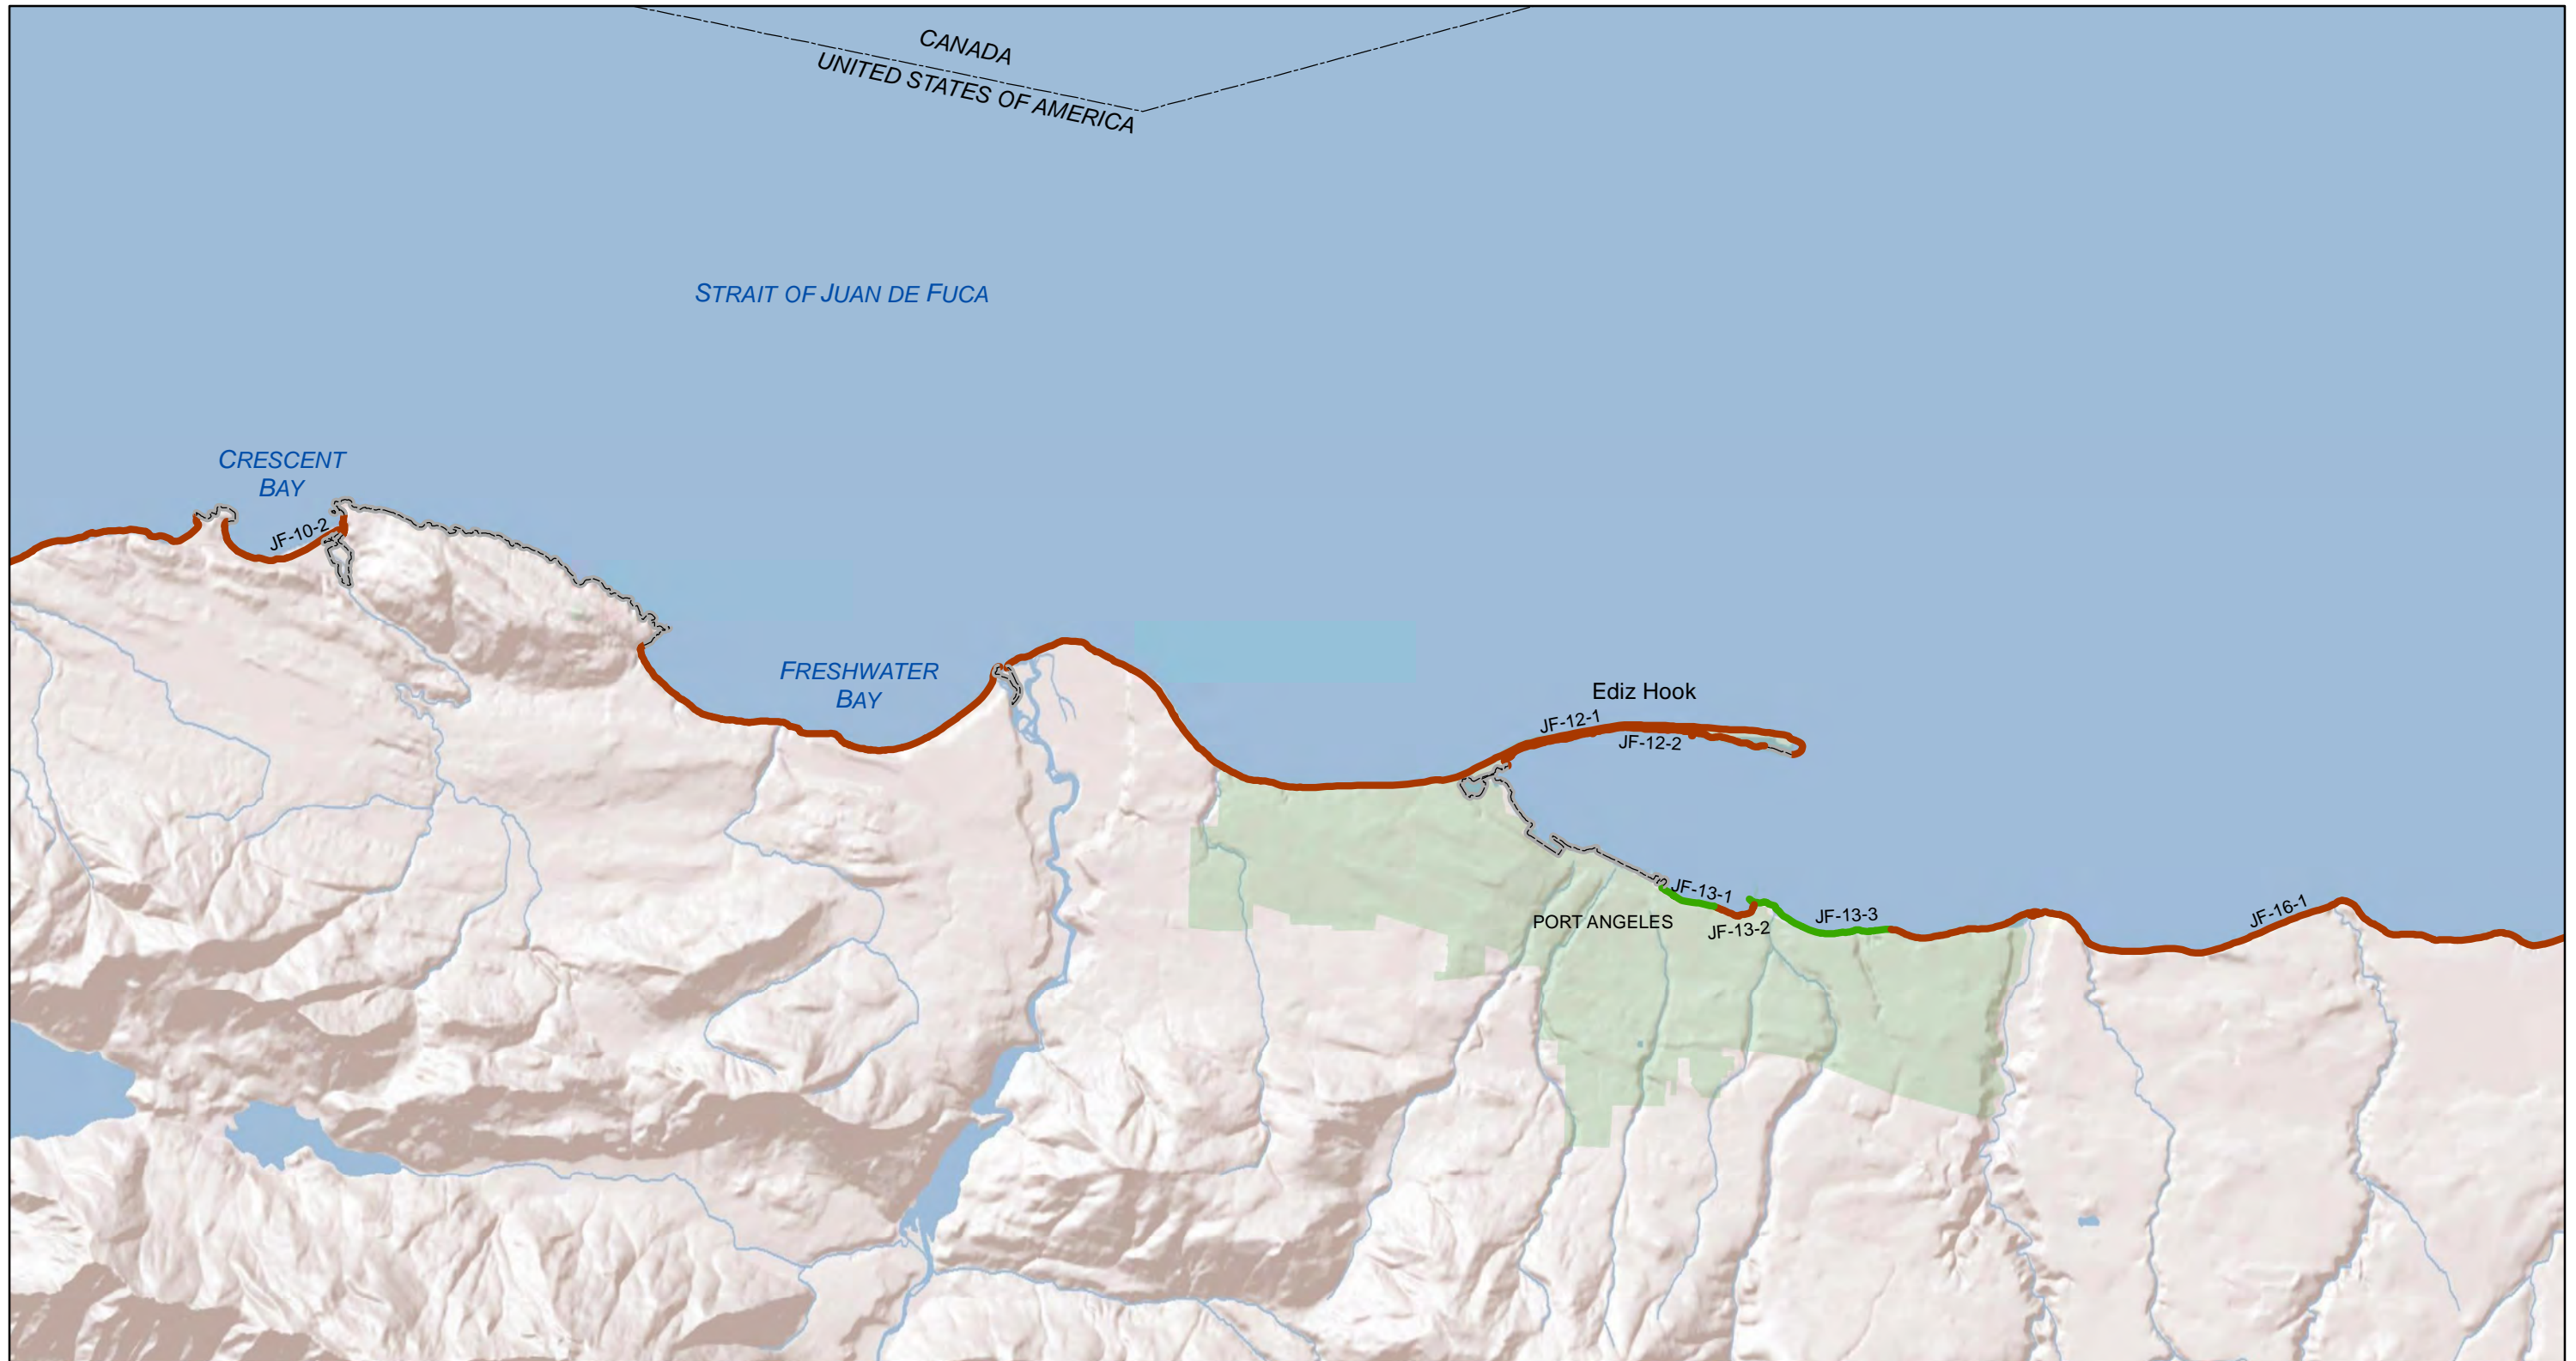 CANADA
UNITED STATES OF AMERICA
STRAIT OF JUAN DE FUCA
CRESCENT
BAY
JF-10-2
FRESHWATER
BAY
Ediz Hook
JF-12-1
JF-12-2
JF-13-1
PORT ANGELES
JF-13-2
JF-13-3
JF-16-1